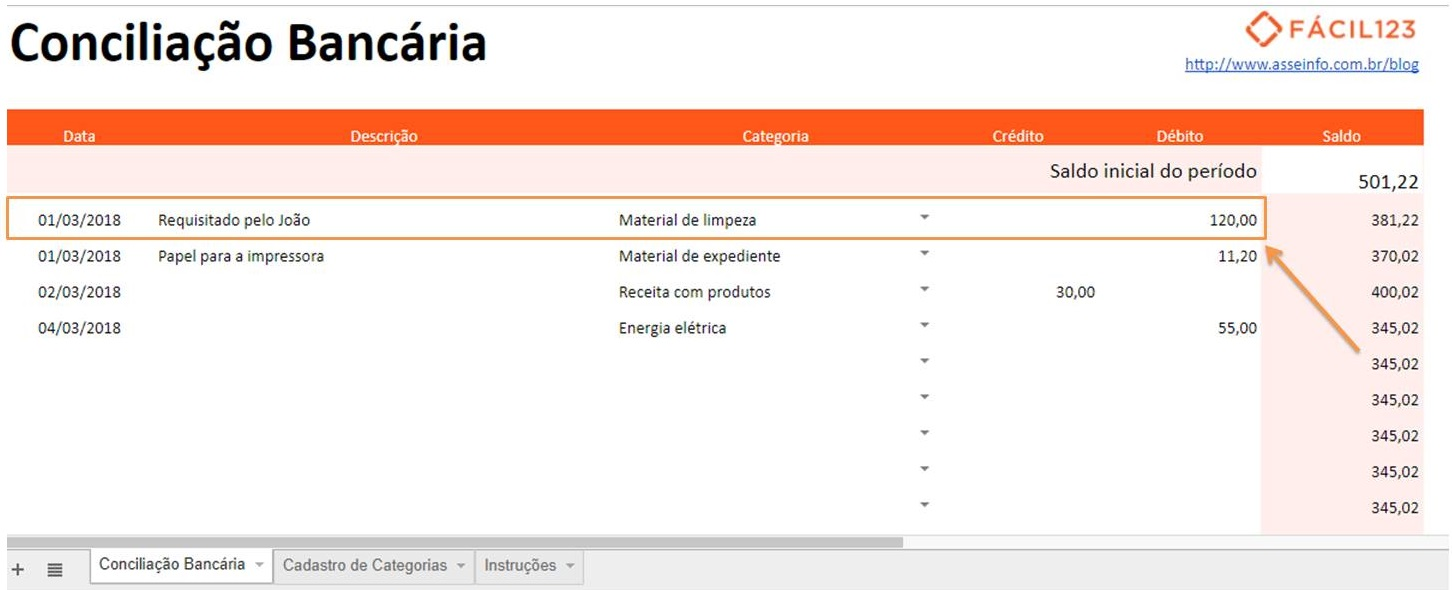 Conciliação Bancária
FÁCIL123
http://www.asseinfo.com.br/blog
Data Descrição Categoria Crédito Débito Saldo
Saldo inicial do período 501,22
01/03/2018 Requisitado pelo João Material de limpeza 120,00 381,22
01/03/2018 Papel para a impressora Material de expediente 11,20 370,02
02/03/2018 Receita com produtos 30,00 400,02
04/03/2018 Energia elétrica 55,00 345,02
345,02
345,02
345,02
345,02
345,02
Conciliação Bancária Cadastro de Categorias Instruções